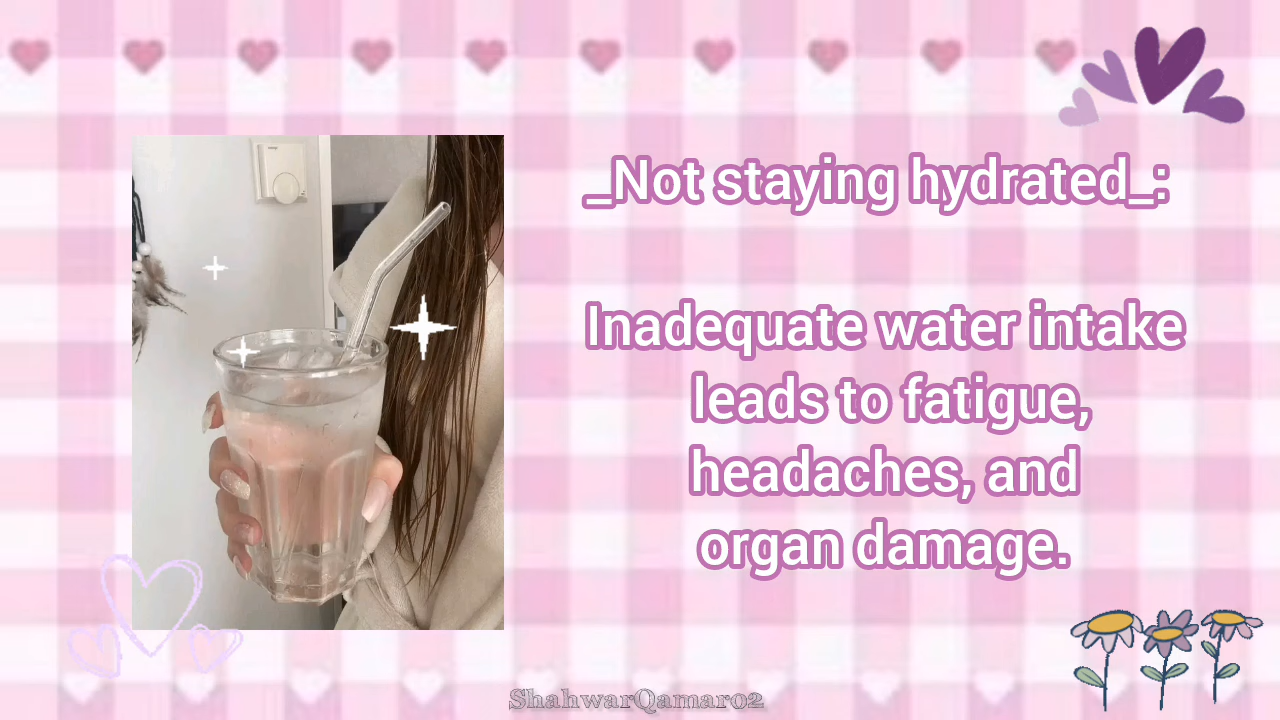 _Not staying hydrated_:
Inadequate water intake
leads to fatigue,
headaches, and
organ damage.
ShahwarQamar02